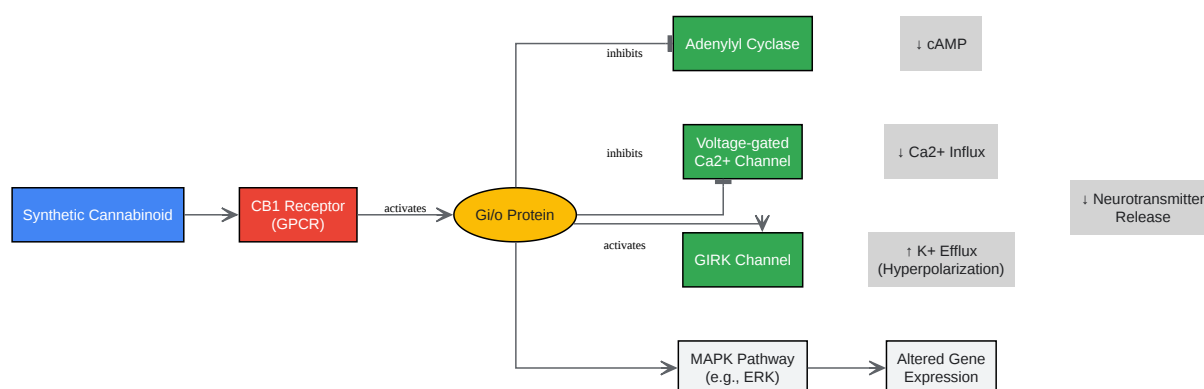 Synthetic Cannabinoid
CB1 Receptor
(GPCR)
activates
Gi/o Protein
inhibits
Adenylyl Cyclase
↓ cAMP
inhibits
Voltage-gated
Ca2+ Channel
↓ Ca2+ Influx
activates
GIRK Channel
↑ K+ Efflux
(Hyperpolarization)
↓ Neurotransmitter
Release
MAPK Pathway
(e.g., ERK)
Altered Gene
Expression